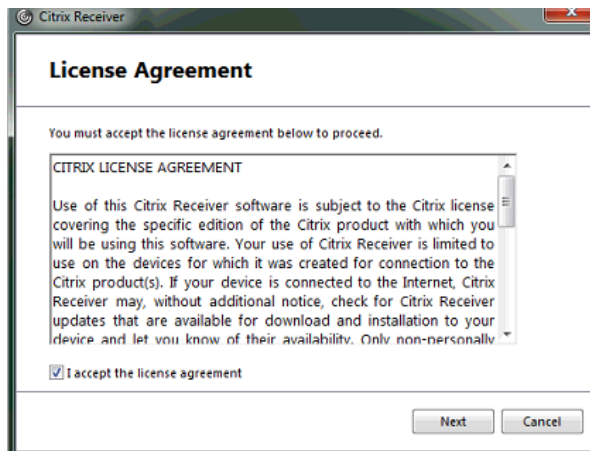 Citrix Receiver
License Agreement
You must accept the license agreement below to proceed.
CITRIX LICENSE AGREEMENT
Use of this Citrix Receiver software is subject to the Citrix license
covering the specific edition of the Citrix product with which you
will be using this software. Your use of Citrix Receiver is limited to
use on the devices for which it was created for connection to the
Citrix product(s). If your device is connected to the Internet, Citrix
Receiver may, without additional notice, check for Citrix Receiver
updates that are available for download and installation to your
device and let you know of their availability. Only non-personally
I accept the license agreement
Next
Cancel